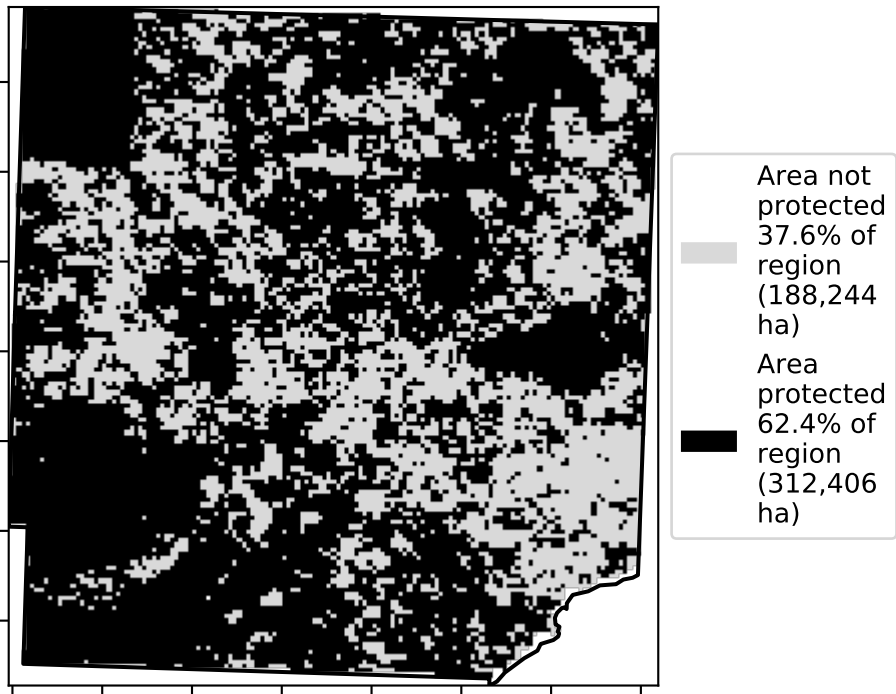 Area not
protected
37.6% of
region
(188,244
ha)
Area
protected
62.4% of
region
(312,406
ha)